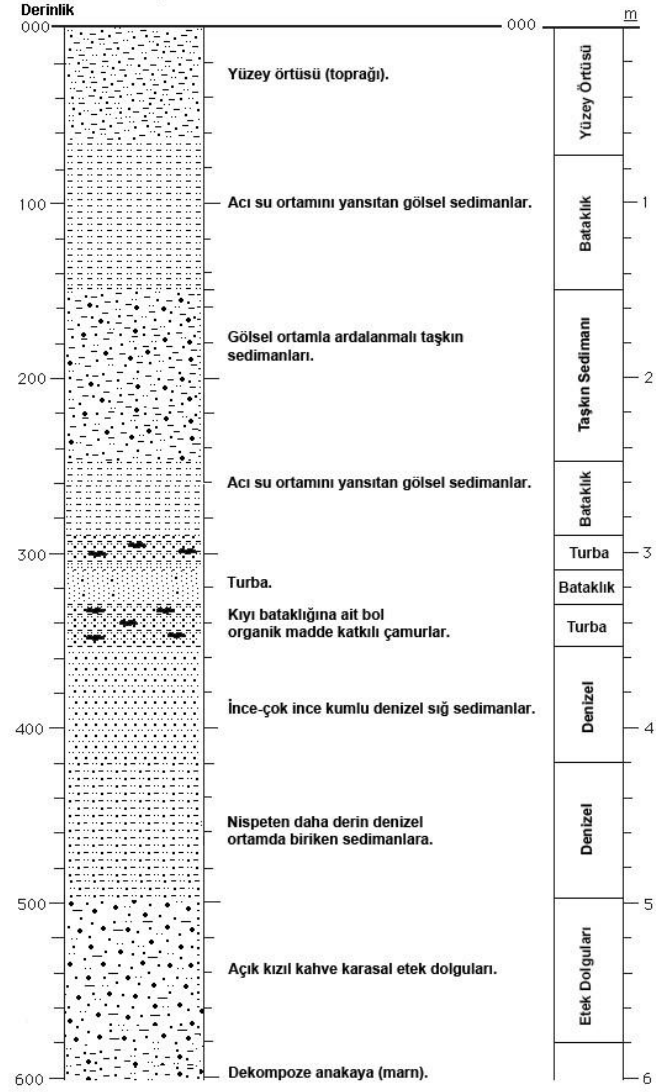 Derinlik
m
000
000
Yüzey örtüsü (toprağı).
Yüzey Örtüsü
100
Acı su ortamını yansıtan gölsel sedimanlar.
Bataklık
1
Gölsel ortamla ardalanmalı taşkın
sedimanları.
Taşkın Sedimanı
200
2
Acı su ortamını yansıtan gölsel sedimanlar.
Bataklık
300
Turba
3
Turba.
Bataklık
Kıyı bataklığına ait bol
organik madde katkılı çamurlar.
Turba
İnce-çok ince kumlu denizel sığ sedimanlar.
Denizel
400
4
Nispeten daha derin denizel
ortamda biriken sedimanlara.
Denizel
500
5
Açık kızıl kahve karasal etek dolguları.
Etek Dolguları
600
Dekompoze anakaya (marn).
6